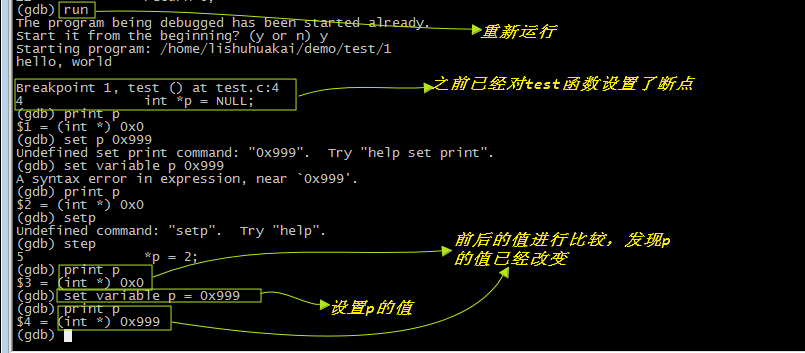 (gdb) run
The program being debugged has been started already.
Start it from the beginning? (y or n) y
重新运行
Starting program: /home/lishuhuakai/demo/test/1
hello, world
Breakpoint 1, test () at test.c:4
4 int *p = NULL;
之前已经对test函数设置了断点
(gdb) print p
$1 = (int *) 0x0
(gdb) set p 0x999
Undefined set print command: "0x999".  Try "help set print".
(gdb) set variable p 0x999
A syntax error in expression, near `0x999'.
(gdb) print p
$2 = (int *) 0x0
(gdb) setp
Undefined command: "setp".  Try "help".
(gdb) step
5 *p = 2;
前后的值进行比较，发现p
的值已经改变
(gdb) print p
$3 = (int *) 0x0
(gdb) set variable p = 0x999
设置p的值
(gdb) print p
$4 = (int *) 0x999
(gdb)